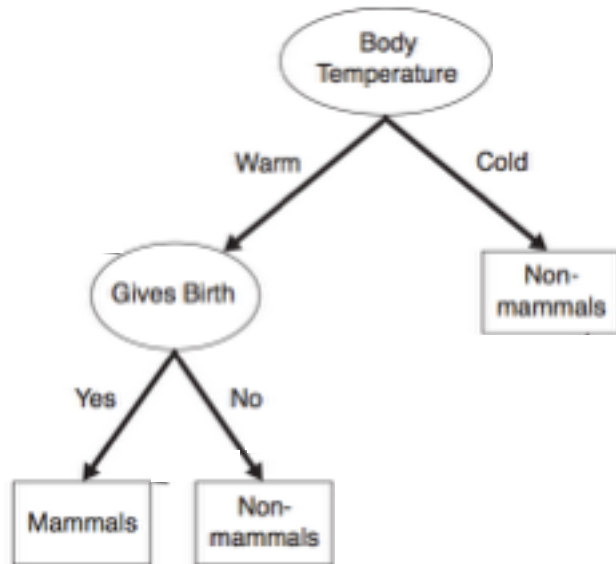 Body
Temperature
Warm
Cold
Gives Birth
Non-
mammals
Yes
No
Mammals
Non-
mammals